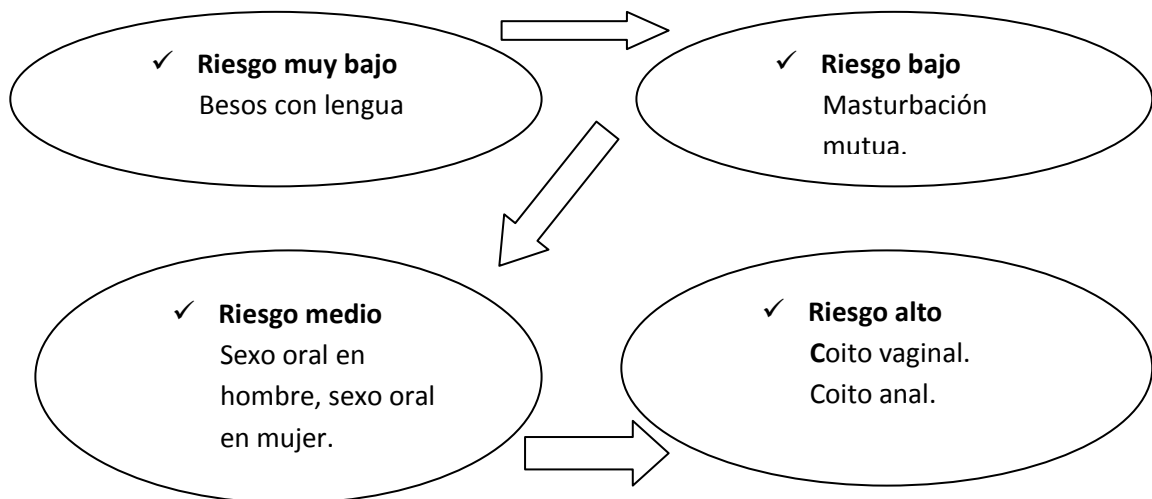 ✓ Riesgo muy bajo
Besos con lengua
✓ Riesgo bajo
Masturbación
mutua.
✓ Riesgo medio
Sexo oral en
hombre, sexo oral
en mujer.
✓ Riesgo alto
Coito vaginal.
Coito anal.